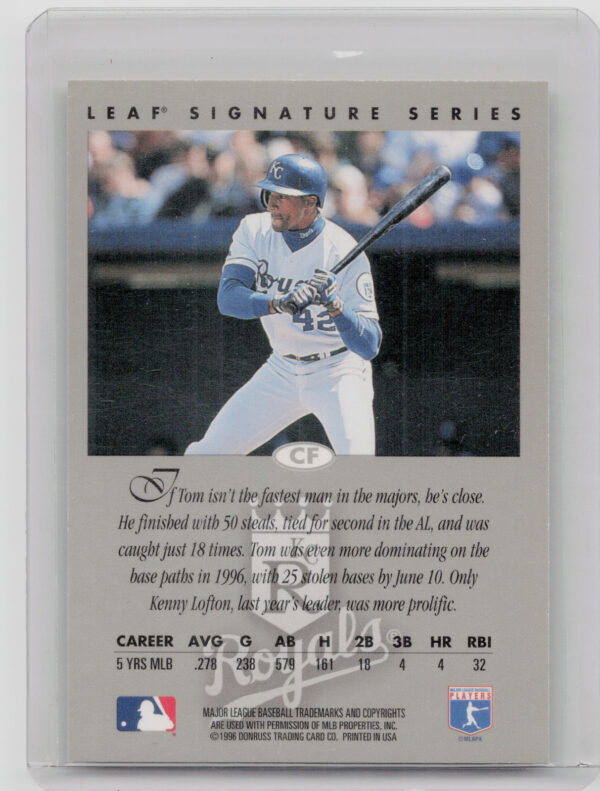 LEAF® SIGNATURE SERIES
KC
Royals
42
CF
If Tom isn't the fastest man in the majors, he's close.
He finished with 50 steals, tied for second in the AL, and was
caught just 18 times. Tom was even more dominating on the
base paths in 1996, with 25 stolen bases by June 10. Only
Kenny Lofton, last year's leader, was more prolific.
KC
R
Royals®
CAREER AVG G AB H 2B 3B HR RBI
5 YRS MLB .278 238 579 161 18 4 4 32
MAJOR LEAGUE BASEBALL TRADEMARKS AND COPYRIGHTS
ARE USED WITH PERMISSION OF MLB PROPERTIES, INC.
©1996 DONRUSS TRADING CARD CO. PRINTED IN USA
MAJOR LEAGUE BASEBALL
PLAYERS
©MLBPA